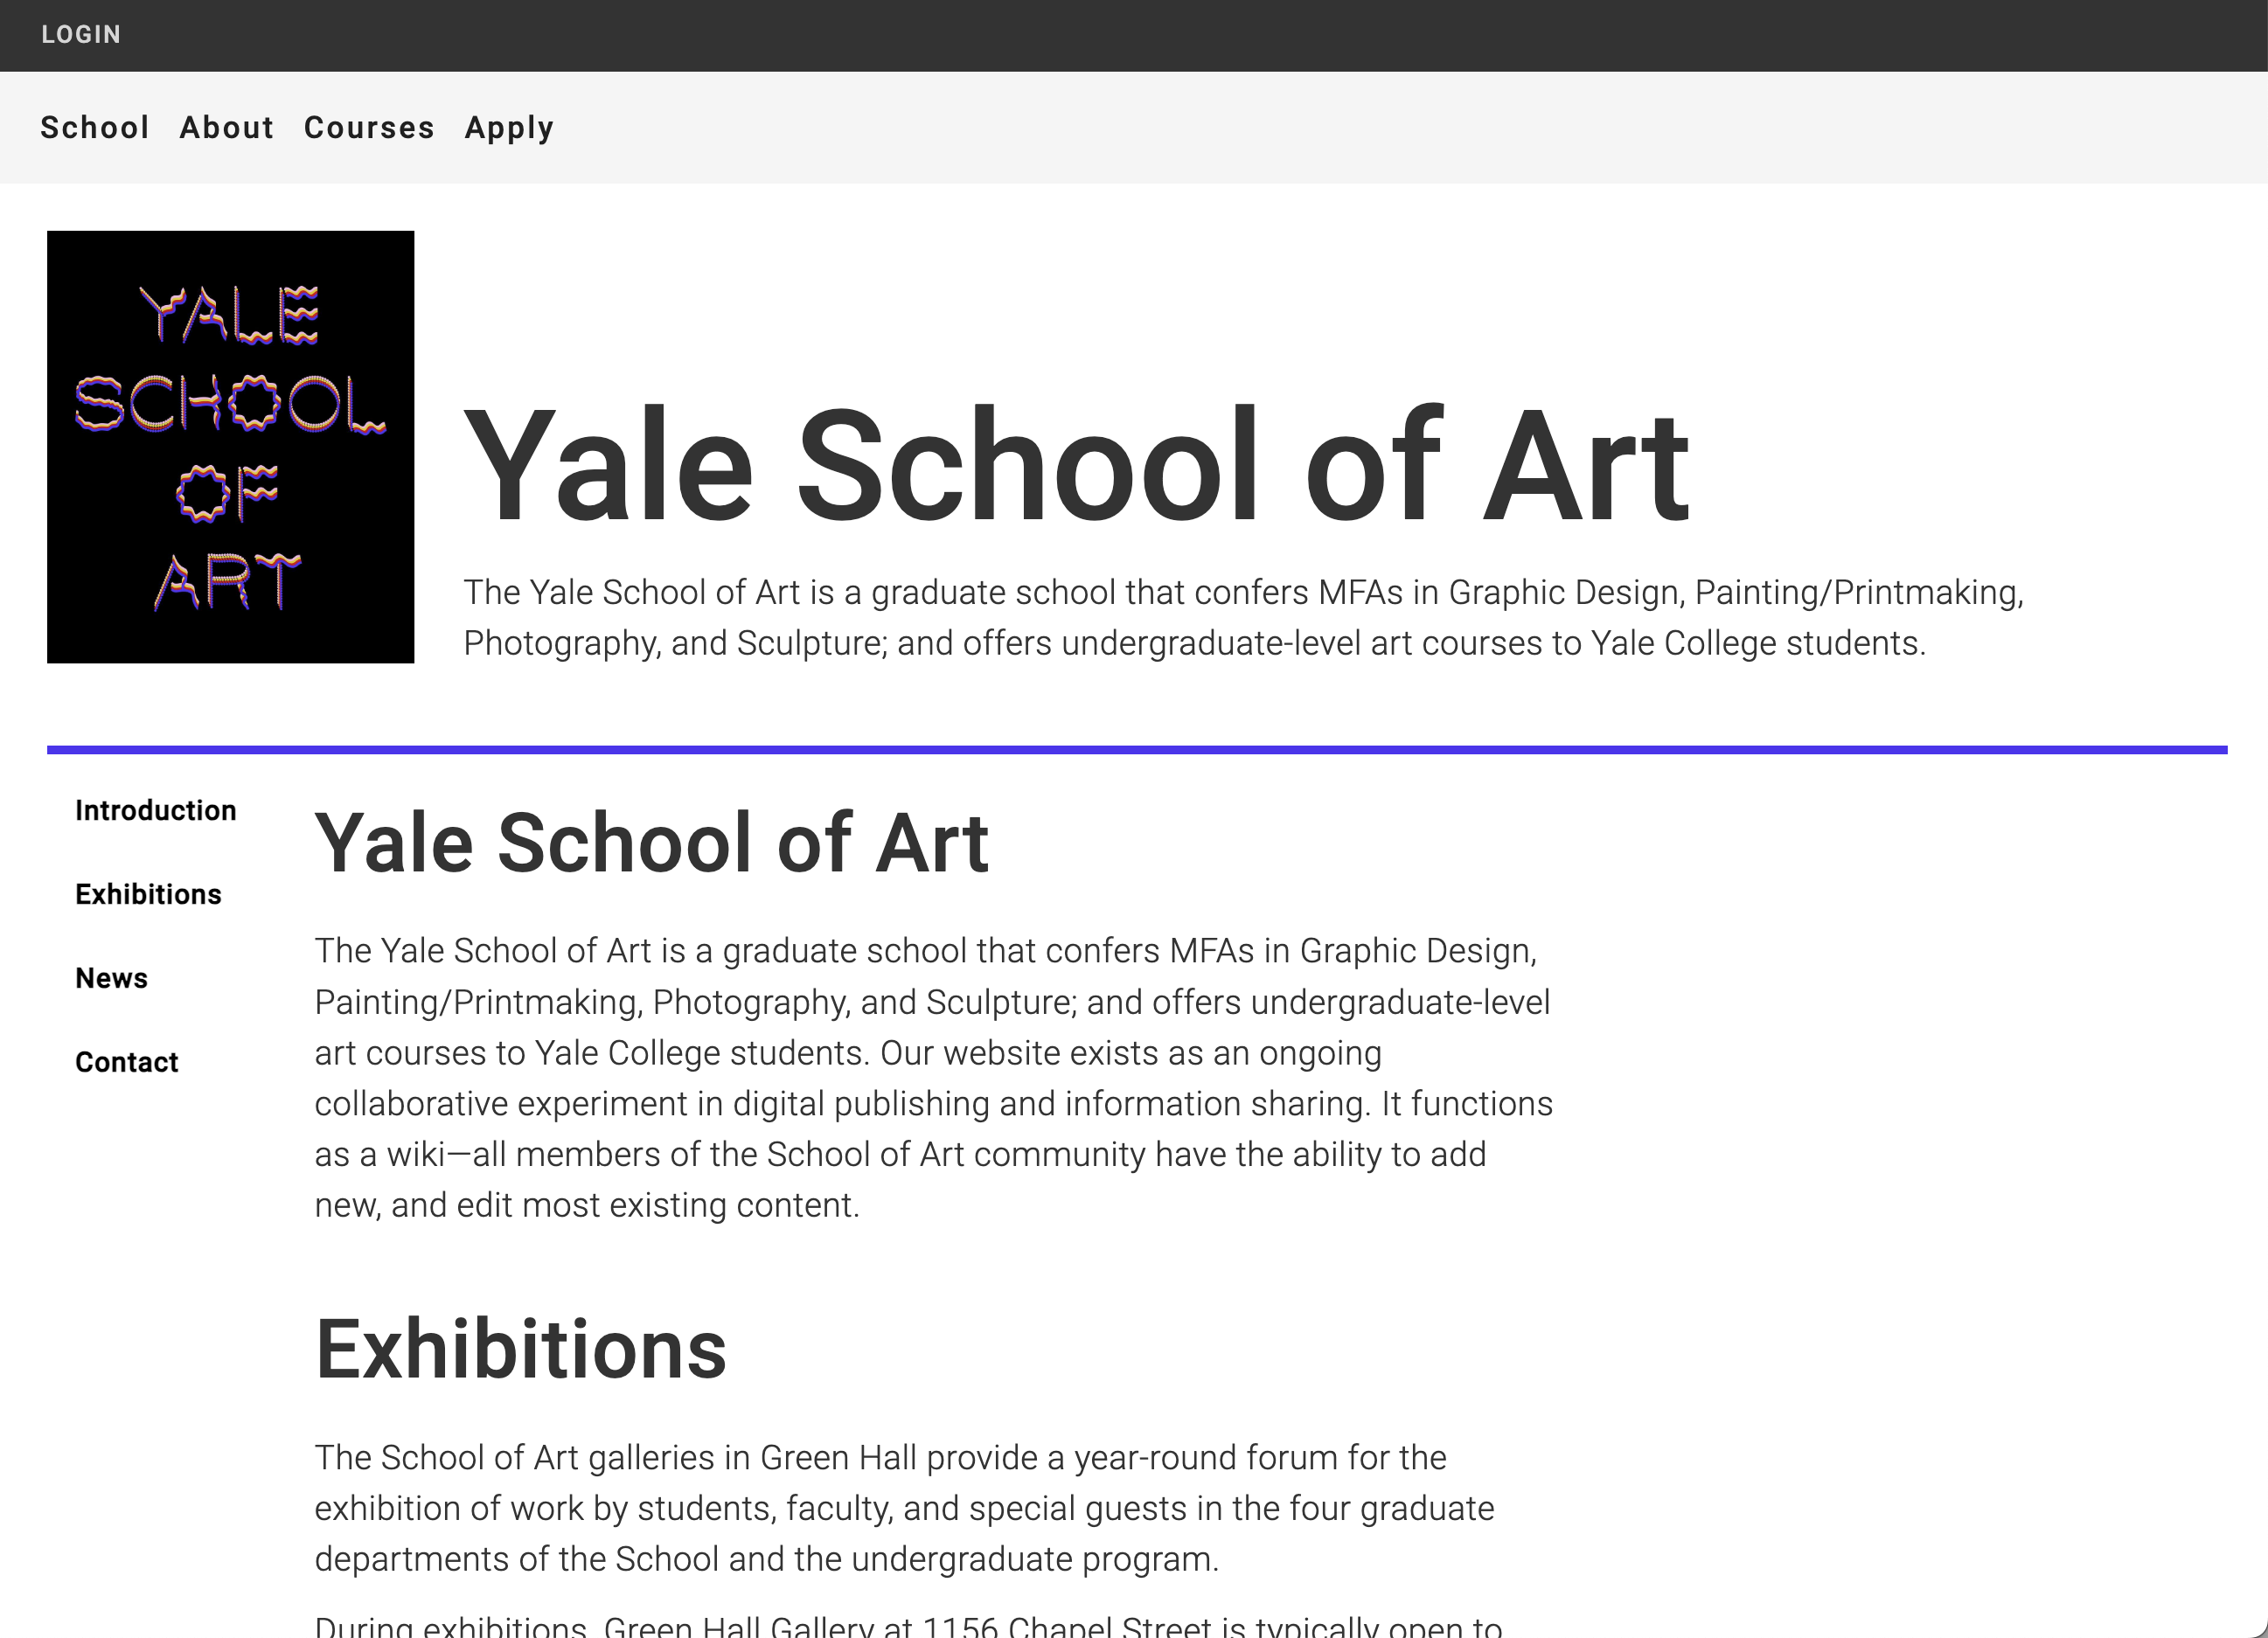 LOGIN
School About Courses Apply
YALE
SCHOOL
OF
ART
Yale School of Art
The Yale School of Art is a graduate school that confers MFAs in Graphic Design, Painting/Printmaking,
Photography, and Sculpture; and offers undergraduate-level art courses to Yale College students.
Introduction
Exhibitions
News
Contact
Yale School of Art
The Yale School of Art is a graduate school that confers MFAs in Graphic Design,
Painting/Printmaking, Photography, and Sculpture; and offers undergraduate-level
art courses to Yale College students. Our website exists as an ongoing
collaborative experiment in digital publishing and information sharing. It functions
as a wiki—all members of the School of Art community have the ability to add
new, and edit most existing content.
Exhibitions
The School of Art galleries in Green Hall provide a year-round forum for the
exhibition of work by students, faculty, and special guests in the four graduate
departments of the School and the undergraduate program.
During exhibitions, Green Hall Gallery at 1156 Chapel Street is typically open to